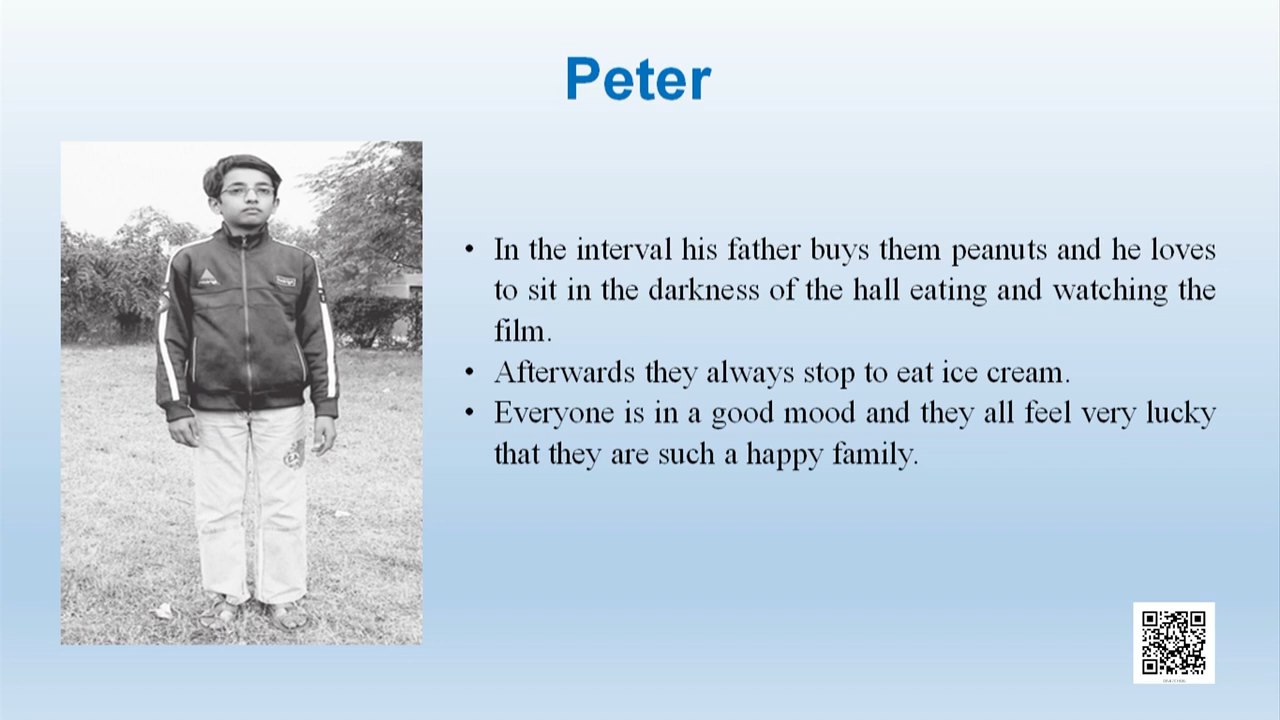 Peter
• In the interval his father buys them peanuts and he loves
to sit in the darkness of the hall eating and watching the
film.
• Afterwards they always stop to eat ice cream.
• Everyone is in a good mood and they all feel very lucky
that they are such a happy family.